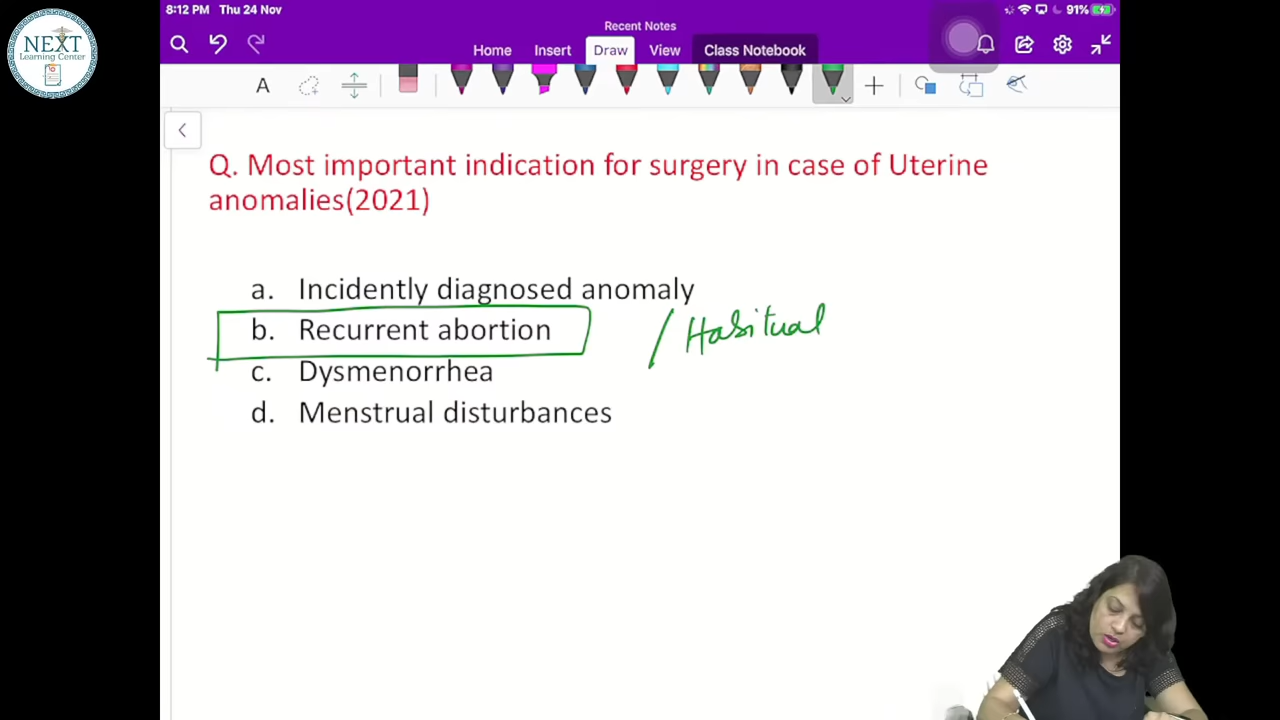 8:12 PM Thu 24 Nov
91%
NEXT
Learning Center
Recent Notes
Home Insert Draw View Class Notebook
A
Q. Most important indication for surgery in case of Uterine
anomalies(2021)
a. Incidently diagnosed anomaly
b. Recurrent abortion / Habitual
c. Dysmenorrhea
d. Menstrual disturbances